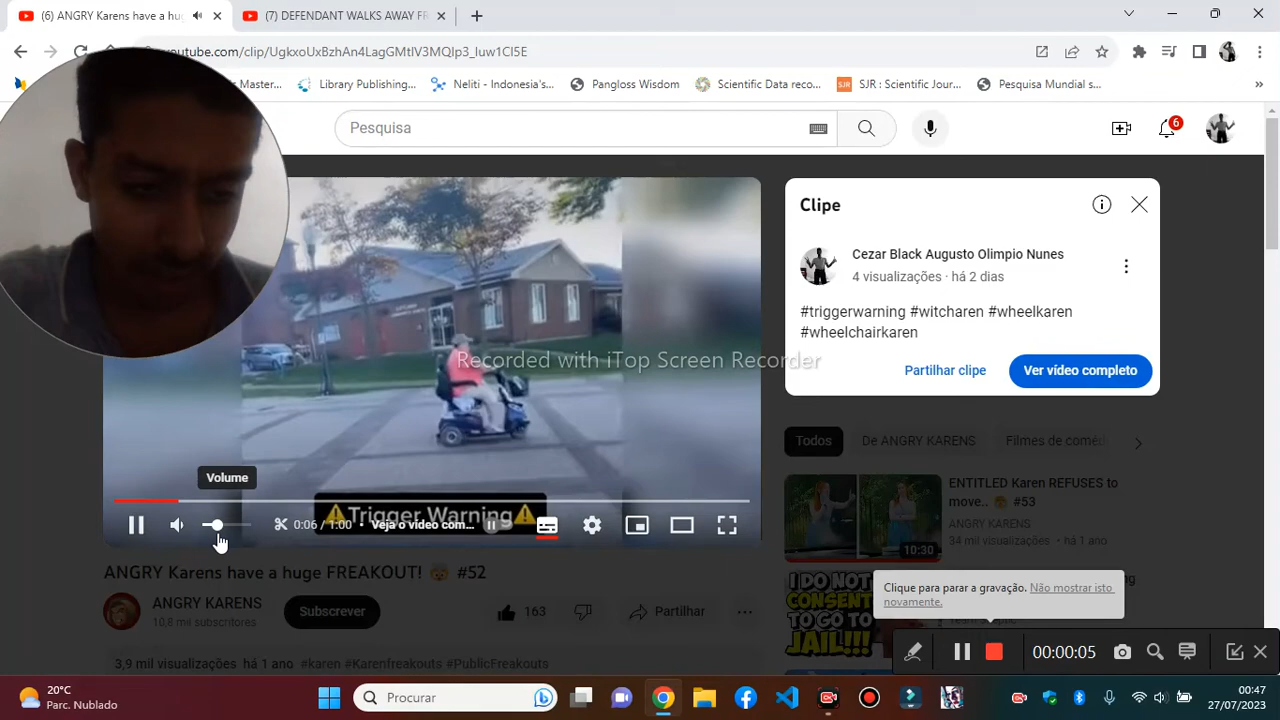 (6) ANGRY Karens have a hug
(7) DEFENDANT WALKS AWAY FR
youtube.com/clip/UgkxoUxBzhAn4LagGMtIV3MQIp3_Iuw1CI5E
Master... Library Publishing... Neliti - Indonesia's... Pangloss Wisdom Scientific Data reco... SJR : Scientific Jour... Pesquisa Mundial s... »
Pesquisa
6
Clipe
Cezar Black Augusto Olimpio Nunes
4 visualizações · há 2 dias
#triggerwarning #witcharen #wheelkaren
#wheelchairkaren
Partilhar clipe Ver vídeo completo
Recorded with iTop Screen Recorder
Todos De ANGRY KARENS Filmes de coméd
Volume
⚠Trigger Warning⚠
0:06 / 1:00 • Veja o vídeo com...
ENTITLED Karen REFUSES to
move.. 🤯 #53
ANGRY KARENS
34 mil visualizações · há 1 ano
10:30
ANGRY Karens have a huge FREAKOUT! 🤯 #52
ANGRY KARENS
10.8 mil subscritores
Subscrever
163
Partilhar
I DO NOT
CONSENT
TO GO TO
JAIL!!!
Clique para parar a gravação. Não mostrar isto
novamente.
00:00:05
3,9 mil visualizações há 1 ano #karen #Karenfreakouts #PublicFreakouts
20°C
Parc. Nublado
Procurar
00:47
27/07/2023